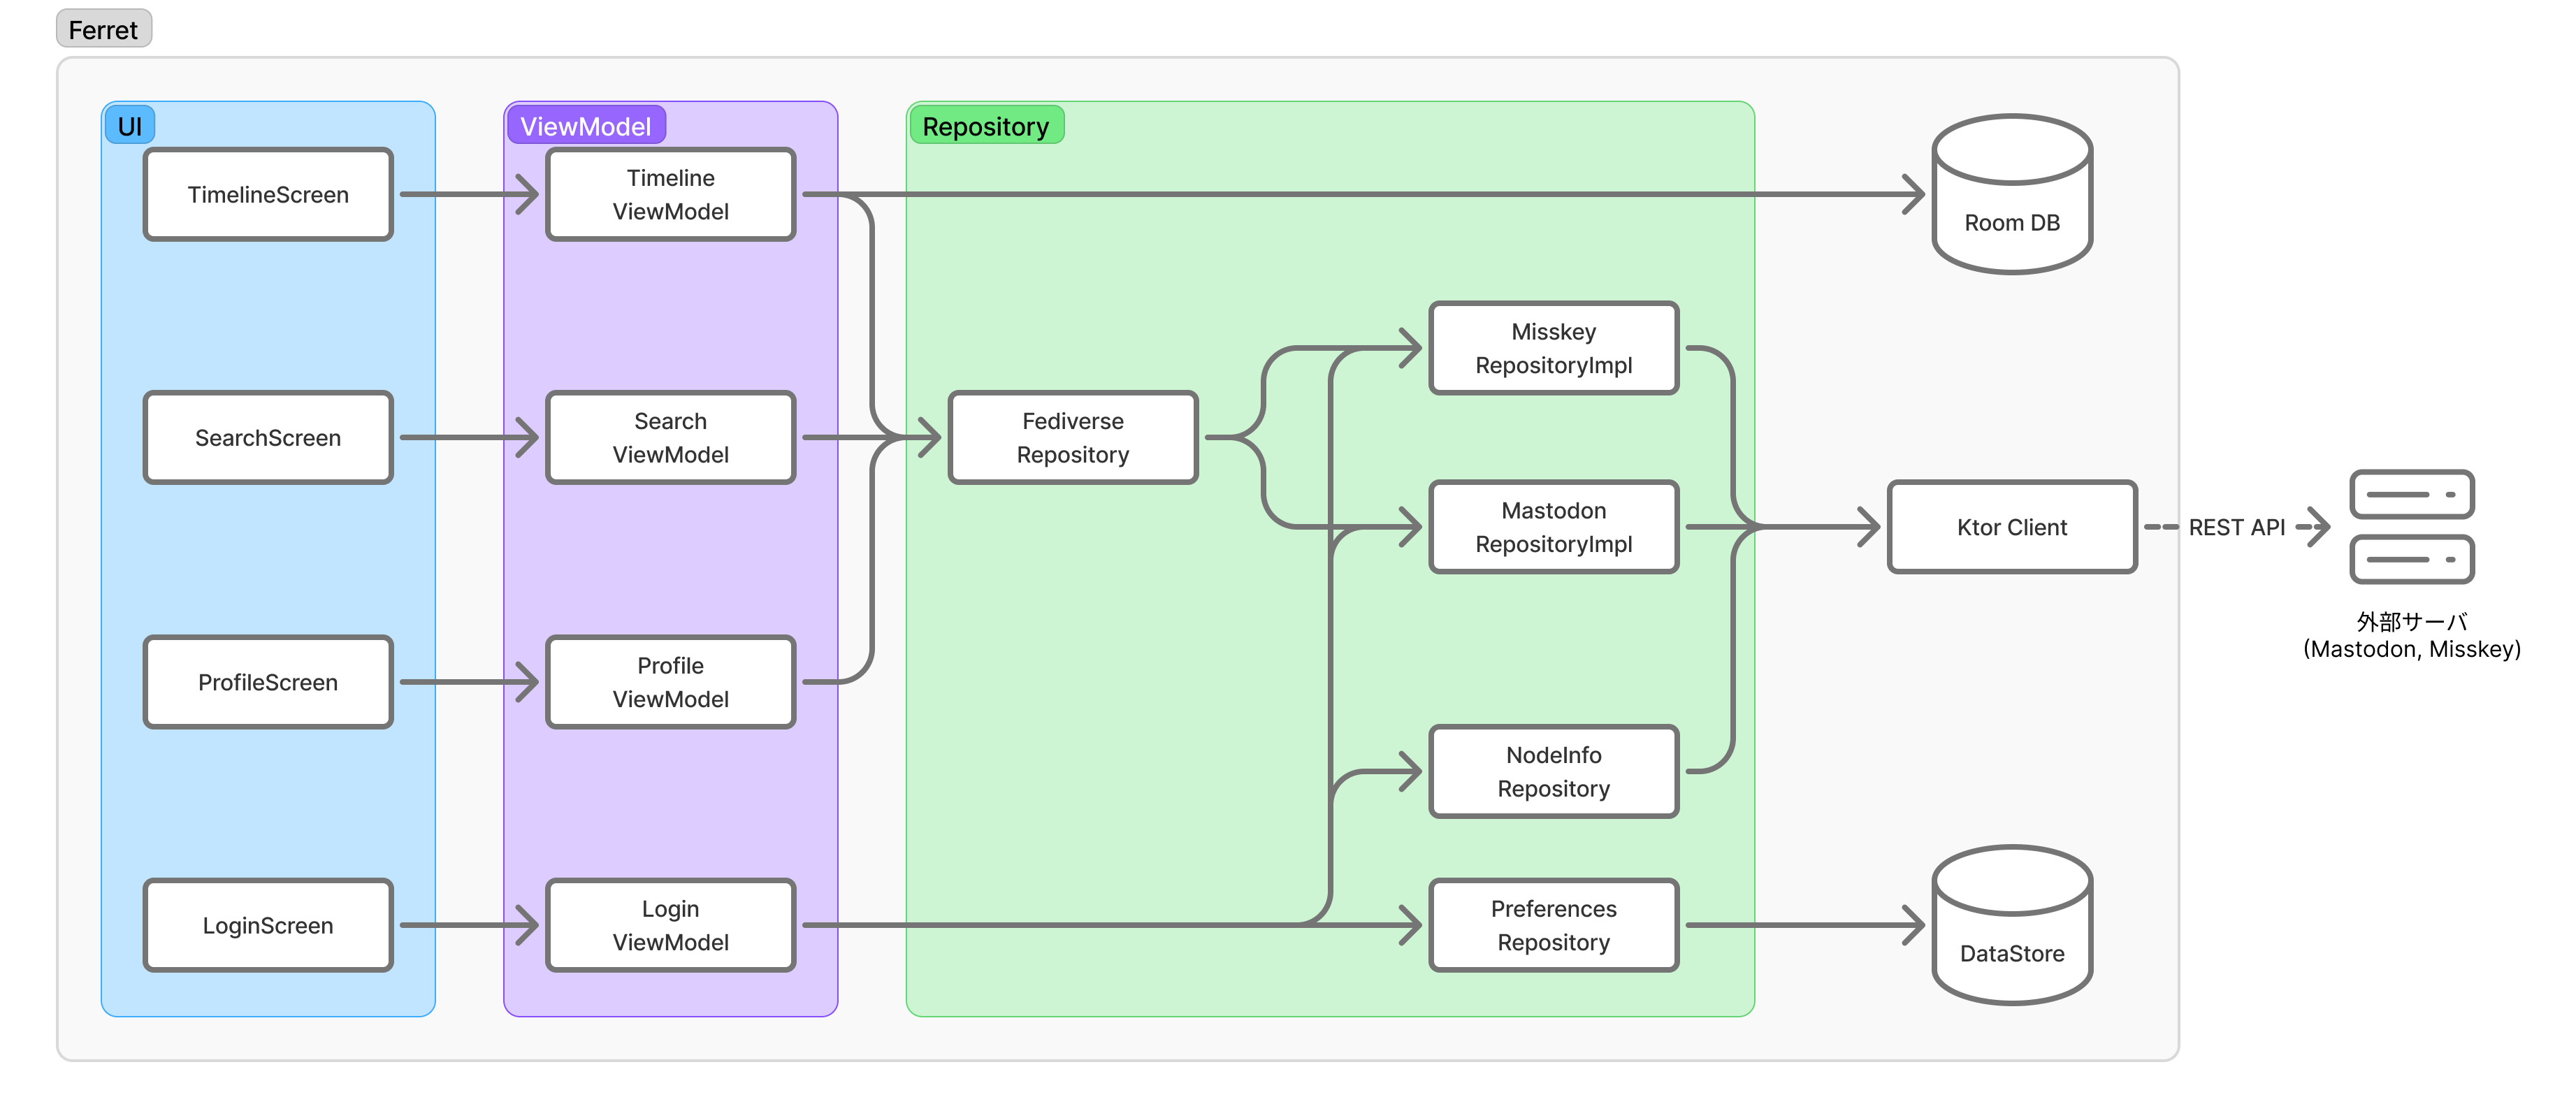 Ferret
UI
ViewModel
Repository
TimelineScreen
Timeline
ViewModel
Room DB
Misskey
RepositoryImpl
SearchScreen
Search
ViewModel
Fediverse
Repository
Mastodon
RepositoryImpl
Ktor Client
REST API
外部サーバ
(Mastodon, Misskey)
ProfileScreen
Profile
ViewModel
NodeInfo
Repository
LoginScreen
Login
ViewModel
Preferences
Repository
DataStore